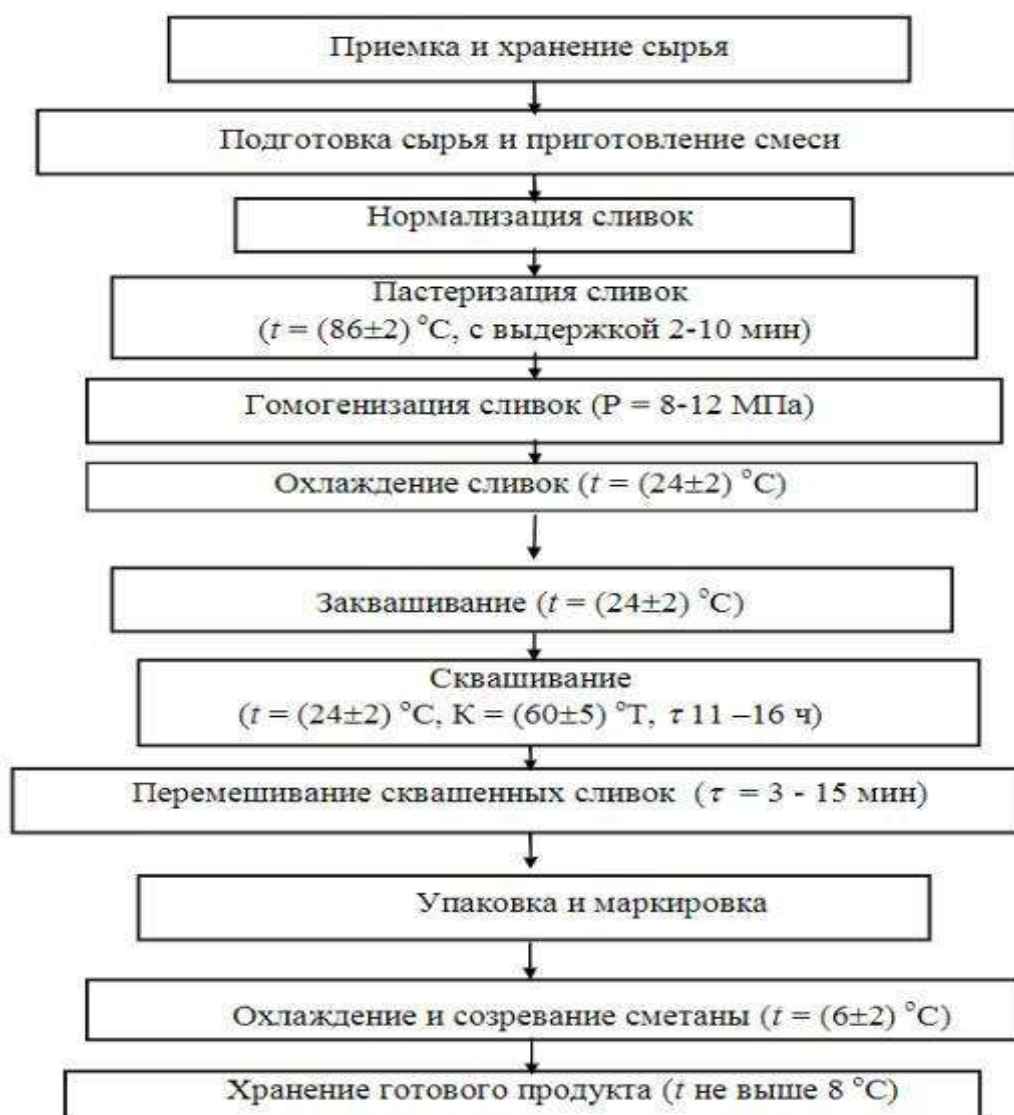 Приемка и хранение сырья
Подготовка сырья и приготовление смеси
Нормализация сливок
Пастеризация сливок
(t = (86±2) °С, с выдержкой 2-10 мин)
Гомогенизация сливок (Р = 8-12 МПа)
Охлаждение сливок (t = (24±2) °С)
Заквашивание (t = (24±2) °С)
Сквашивание
(t = (24±2) °С, К = (60±5) °Т, τ 11 –16 ч)
Перемешивание сквашенных сливок (τ = 3 - 15 мин)
Упаковка и маркировка
Охлаждение и созревание сметаны (t = (6±2) °С)
Хранение готового продукта (t не выше 8 °С)